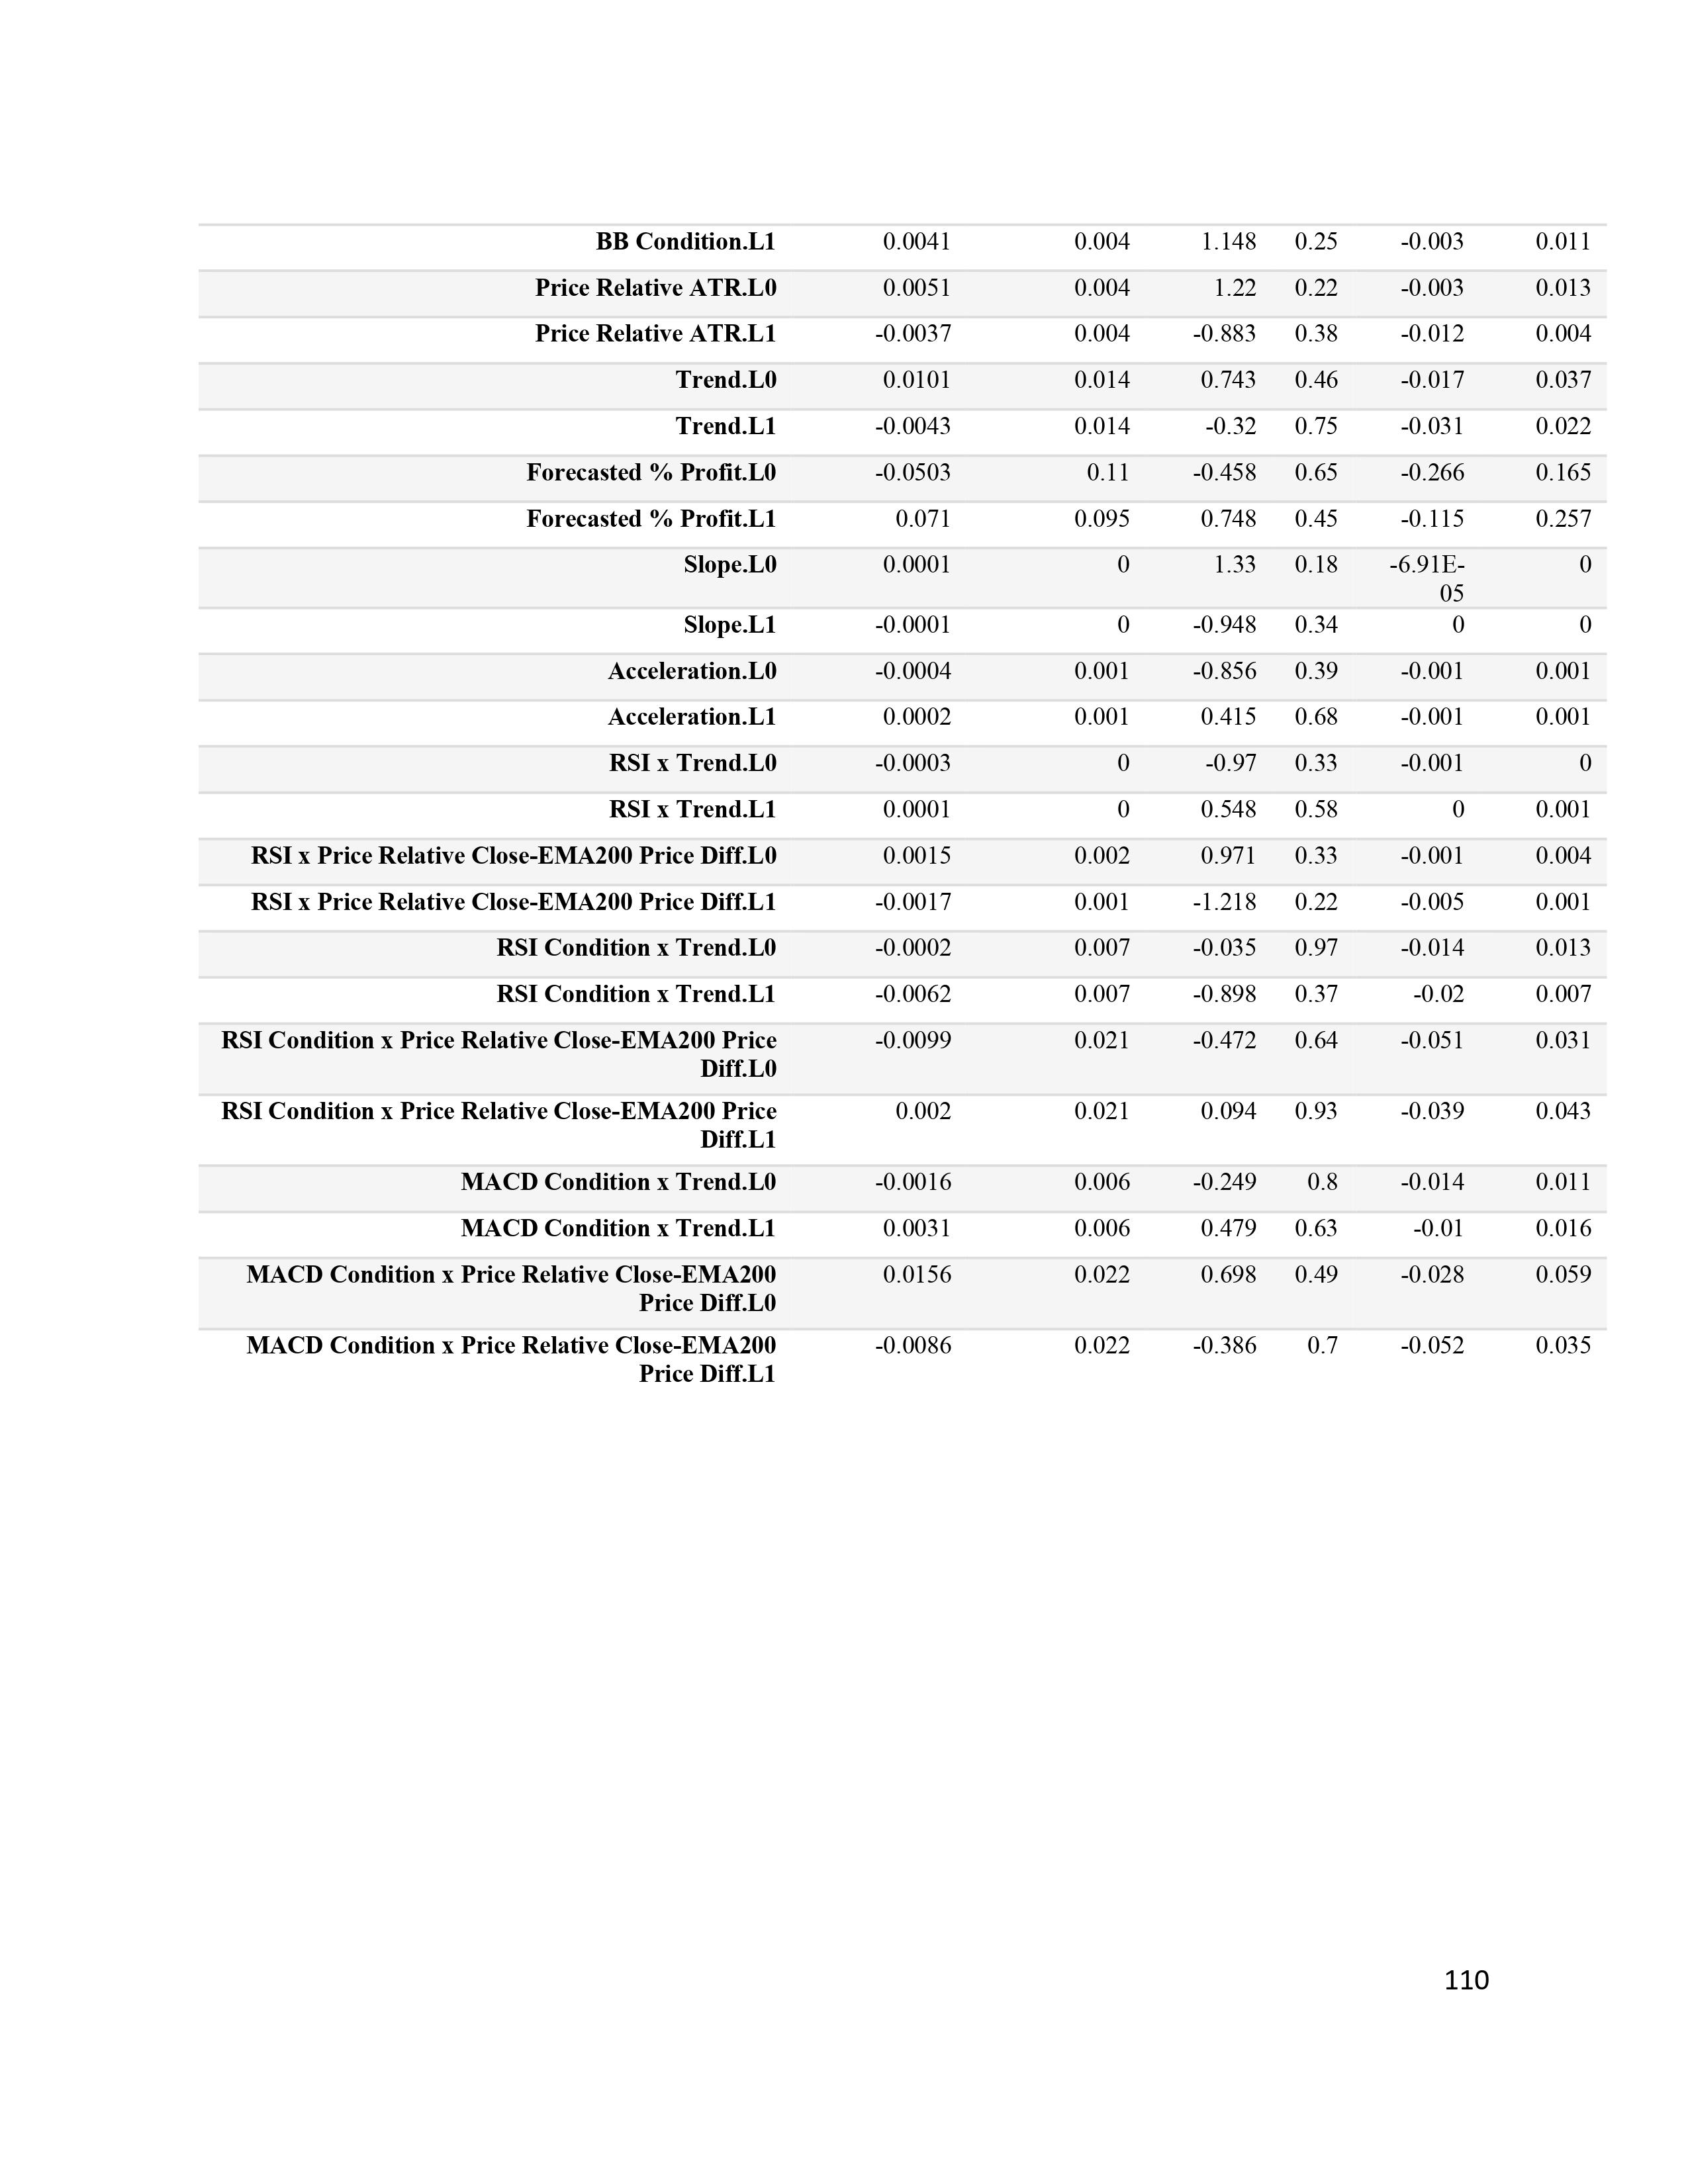 BB Condition.L1 0.0041 0.004 1.148 0.25 -0.003 0.011
Price Relative ATR.L0 0.0051 0.004 1.22 0.22 -0.003 0.013
Price Relative ATR.L1 -0.0037 0.004 -0.883 0.38 -0.012 0.004
Trend.L0 0.0101 0.014 0.743 0.46 -0.017 0.037
Trend.L1 -0.0043 0.014 -0.32 0.75 -0.031 0.022
Forecasted % Profit.L0 -0.0503 0.11 -0.458 0.65 -0.266 0.165
Forecasted % Profit.L1 0.071 0.095 0.748 0.45 -0.115 0.257
Slope.L0 0.0001 0 1.33 0.18 -6.91E- 0
05
Slope.L1 -0.0001 0 -0.948 0.34 0 0
Acceleration.L0 -0.0004 0.001 -0.856 0.39 -0.001 0.001
Acceleration.L1 0.0002 0.001 0.415 0.68 -0.001 0.001
RSI x Trend.L0 -0.0003 0 -0.97 0.33 -0.001 0
RSI x Trend.L1 0.0001 0 0.548 0.58 0 0.001
RSI x Price Relative Close-EMA200 Price Diff.L0 0.0015 0.002 0.971 0.33 -0.001 0.004
RSI x Price Relative Close-EMA200 Price Diff.L1 -0.0017 0.001 -1.218 0.22 -0.005 0.001
RSI Condition x Trend.L0 -0.0002 0.007 -0.035 0.97 -0.014 0.013
RSI Condition x Trend.L1 -0.0062 0.007 -0.898 0.37 -0.02 0.007
RSI Condition x Price Relative Close-EMA200 Price -0.0099 0.021 -0.472 0.64 -0.051 0.031
Diff.L0
RSI Condition x Price Relative Close-EMA200 Price 0.002 0.021 0.094 0.93 -0.039 0.043
Diff.L1
MACD Condition x Trend.L0 -0.0016 0.006 -0.249 0.8 -0.014 0.011
MACD Condition x Trend.L1 0.0031 0.006 0.479 0.63 -0.01 0.016
MACD Condition x Price Relative Close-EMA200 0.0156 0.022 0.698 0.49 -0.028 0.059
Price Diff.L0
MACD Condition x Price Relative Close-EMA200 -0.0086 0.022 -0.386 0.7 -0.052 0.035
Price Diff.L1
110